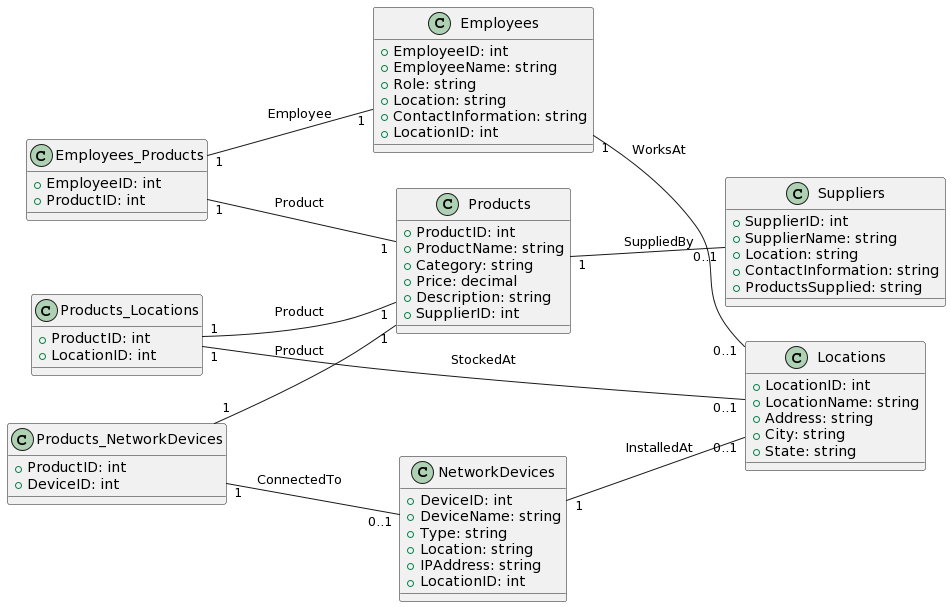 C Employees
EmployeeID: int
EmployeeName: string
Role: string
Location: string
ContactInformation: string
LocationID: int
C Employees_Products
EmployeeID: int
ProductID: int
Employee
1
1
Product
1
1
C Products
ProductID: int
ProductName: string
Category: string
Price: decimal
Description: string
SupplierID: int
WorksAt
1
0..1
SuppliedBy
1
0..1
C Suppliers
SupplierID: int
SupplierName: string
Location: string
ContactInformation: string
ProductsSupplied: string
C Products_Locations
ProductID: int
LocationID: int
Product
1
1
StockedAt
1
0..1
C Locations
LocationID: int
LocationName: string
Address: string
City: string
State: string
C Products_NetworkDevices
ProductID: int
DeviceID: int
Product
1
1
ConnectedTo
1
0..1
C NetworkDevices
DeviceID: int
DeviceName: string
Type: string
Location: string
IPAddress: string
LocationID: int
InstalledAt
1
0..1